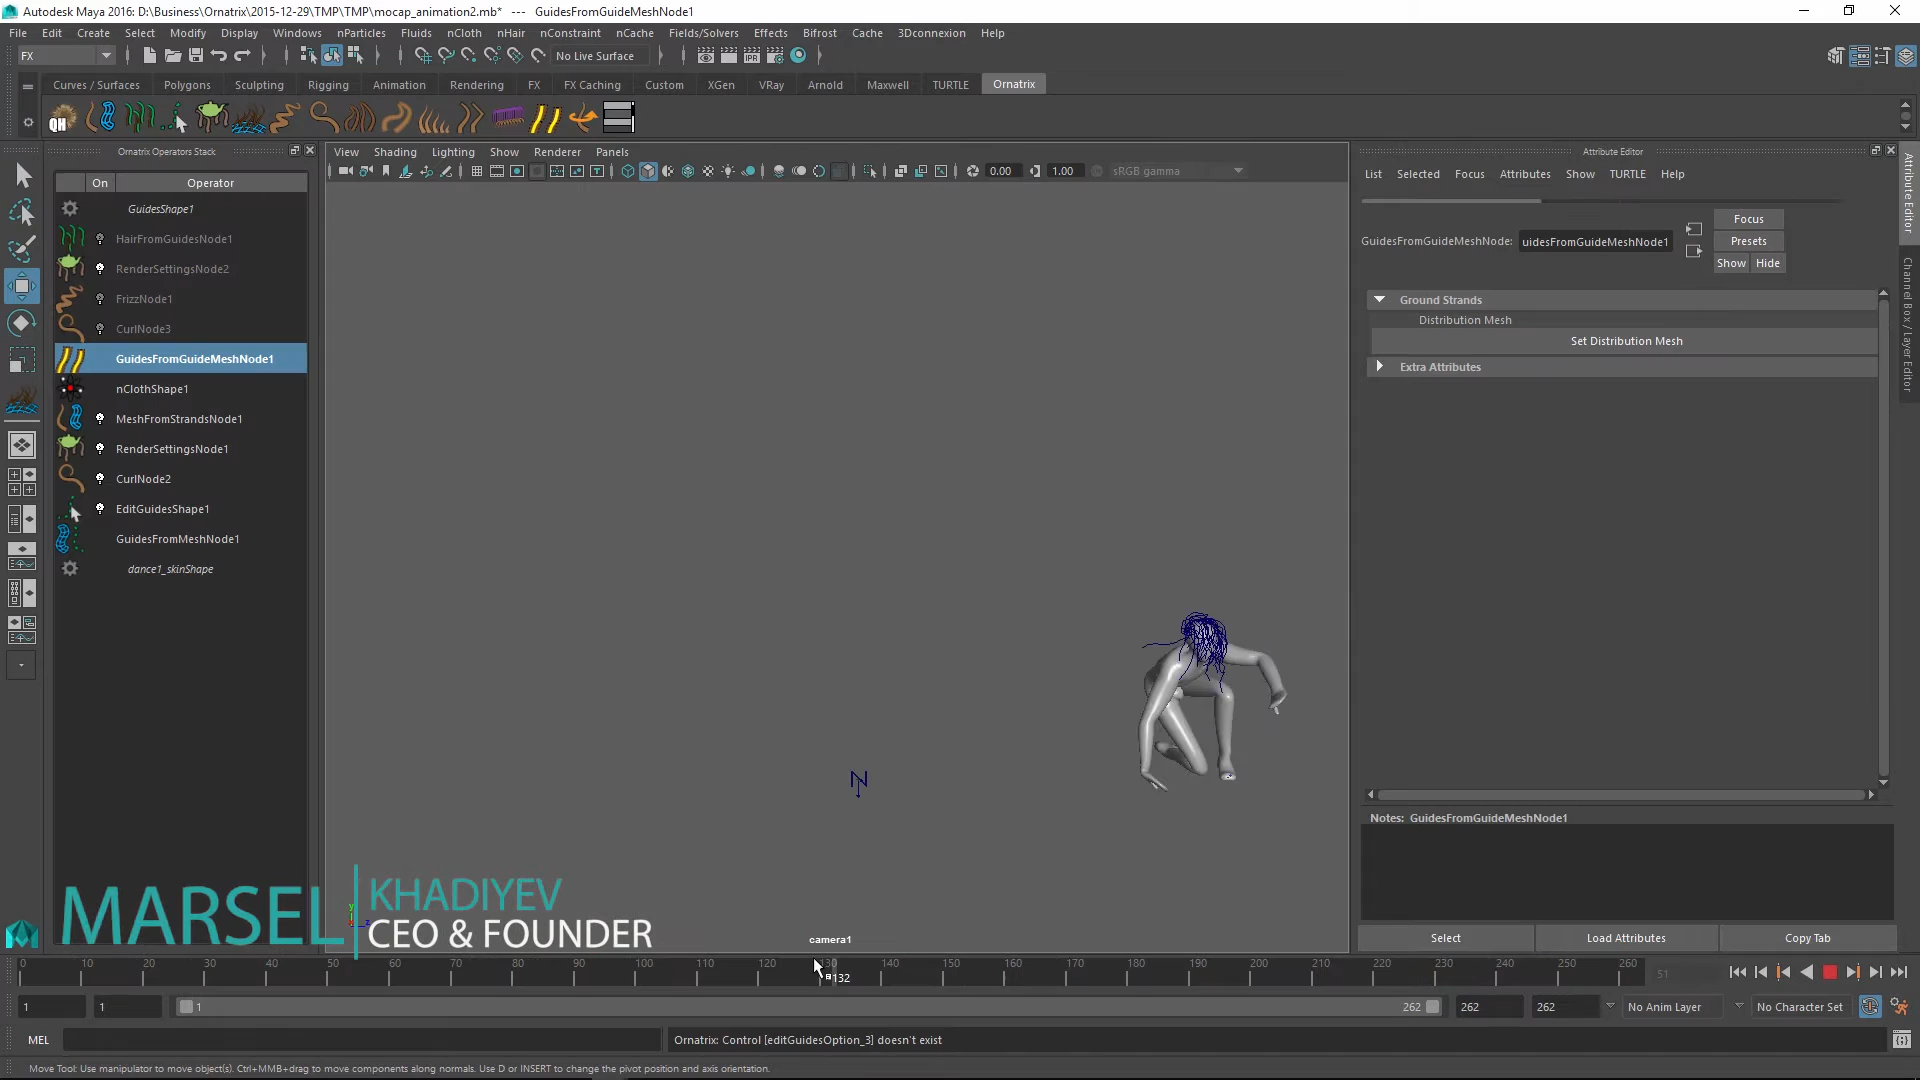 Autodesk Maya 2016: D:\Business\Ornatrix\2015-12-29\TMP\TMP\mocap_animation2.mb* --- GuidesFromGuideMeshNode1
File Edit Create Select Modify Display Windows nParticles Fluids nCloth nHair nConstraint nCache Fields/Solvers Effects Bifrost Cache 3Dconnexion Help
FX No Live Surface
Curves / Surfaces Polygons Sculpting Rigging Animation Rendering FX FX Caching Custom XGen VRay Arnold Maxwell TURTLE Ornatrix
QH IPR
Ornatrix Operators Stack
On Operator
GuidesShape1
HairFromGuidesNode1
RenderSettingsNode2
FrizzNode1
CurlNode3
GuidesFromGuideMeshNode1
nClothShape1
MeshFromStrandsNode1
RenderSettingsNode1
CurlNode2
EditGuidesShape1
GuidesFromMeshNode1
dance1_skinShape
View Shading Lighting Show Renderer Panels
0.00 1.00 sRGB gamma
N
camera1
MARSEL
KHADIYEV
CEO & FOUNDER
Attribute Editor
List Selected Focus Attributes Show TURTLE Help
GuidesFromGuideMeshNode: uidesFromGuideMeshNode1
Focus
Presets
Show Hide
Ground Strands
Distribution Mesh
Set Distribution Mesh
Extra Attributes
Notes: GuidesFromGuideMeshNode1
Select Load Attributes Copy Tab
Attribute Editor
Channel Box / Layer Editor
0 10 20 30 40 50 60 70 80 90 100 110 120 130 140 150 160 170 180 190 200 210 220 230 240 250 260
132
51
1 1 1 262 262 262 No Anim Layer No Character Set
MEL Ornatrix: Control [editGuidesOption_3] doesn't exist
Move Tool: Use manipulator to move object(s). Ctrl+MMB+drag to move components along normals. Use D or INSERT to change the pivot position and axis orientation.